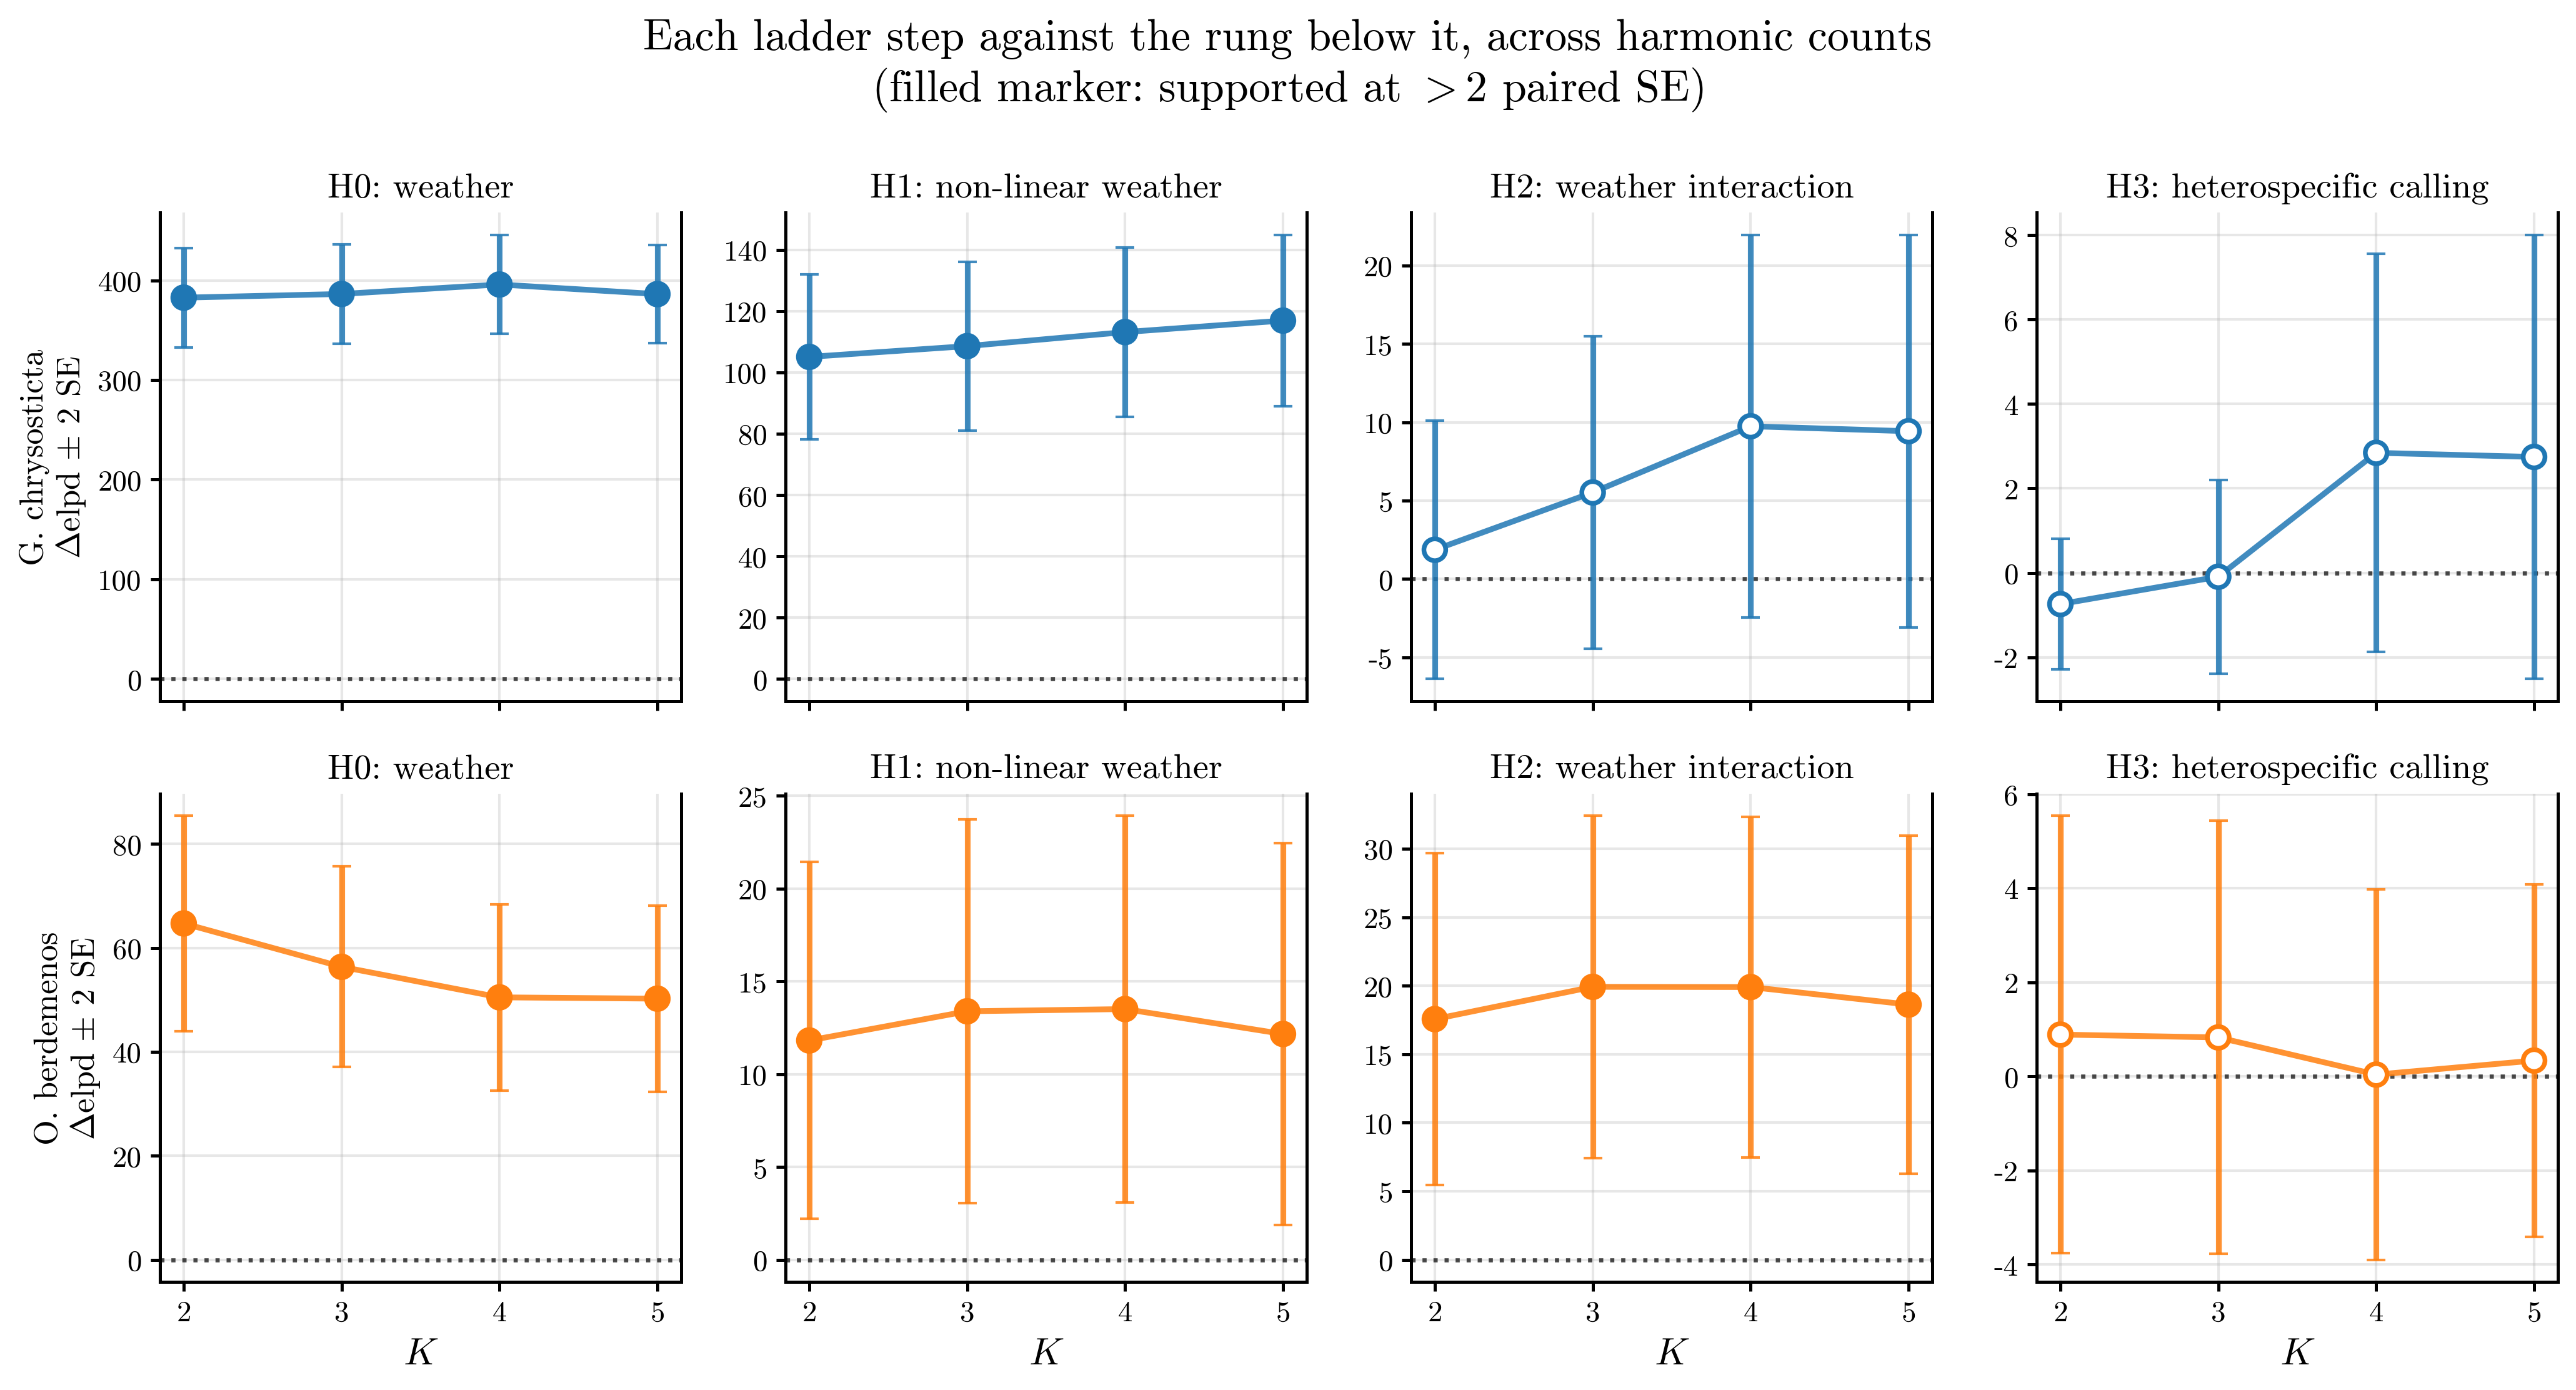 Each ladder step against the rung below it, across harmonic counts
(filled marker: supported at >2 paired SE)
H0: weather
H1: non-linear weather
H2: weather interaction
H3: heterospecific calling
G. chrysosticta
Δelpd ± 2 SE
400
300
200
100
0
140
120
100
80
60
40
20
0
20
15
10
5
0
-5
8
6
4
2
0
-2
H0: weather
H1: non-linear weather
H2: weather interaction
H3: heterospecific calling
O. berdemenos
Δelpd ± 2 SE
80
60
40
20
0
25
20
15
10
5
0
30
25
20
15
10
5
0
6
4
2
0
-2
-4
2 3 4 5
2 3 4 5
2 3 4 5
2 3 4 5
K
K
K
K